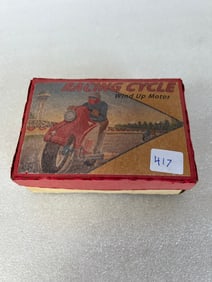 RACING CYCLE
Wind Up Motor
417